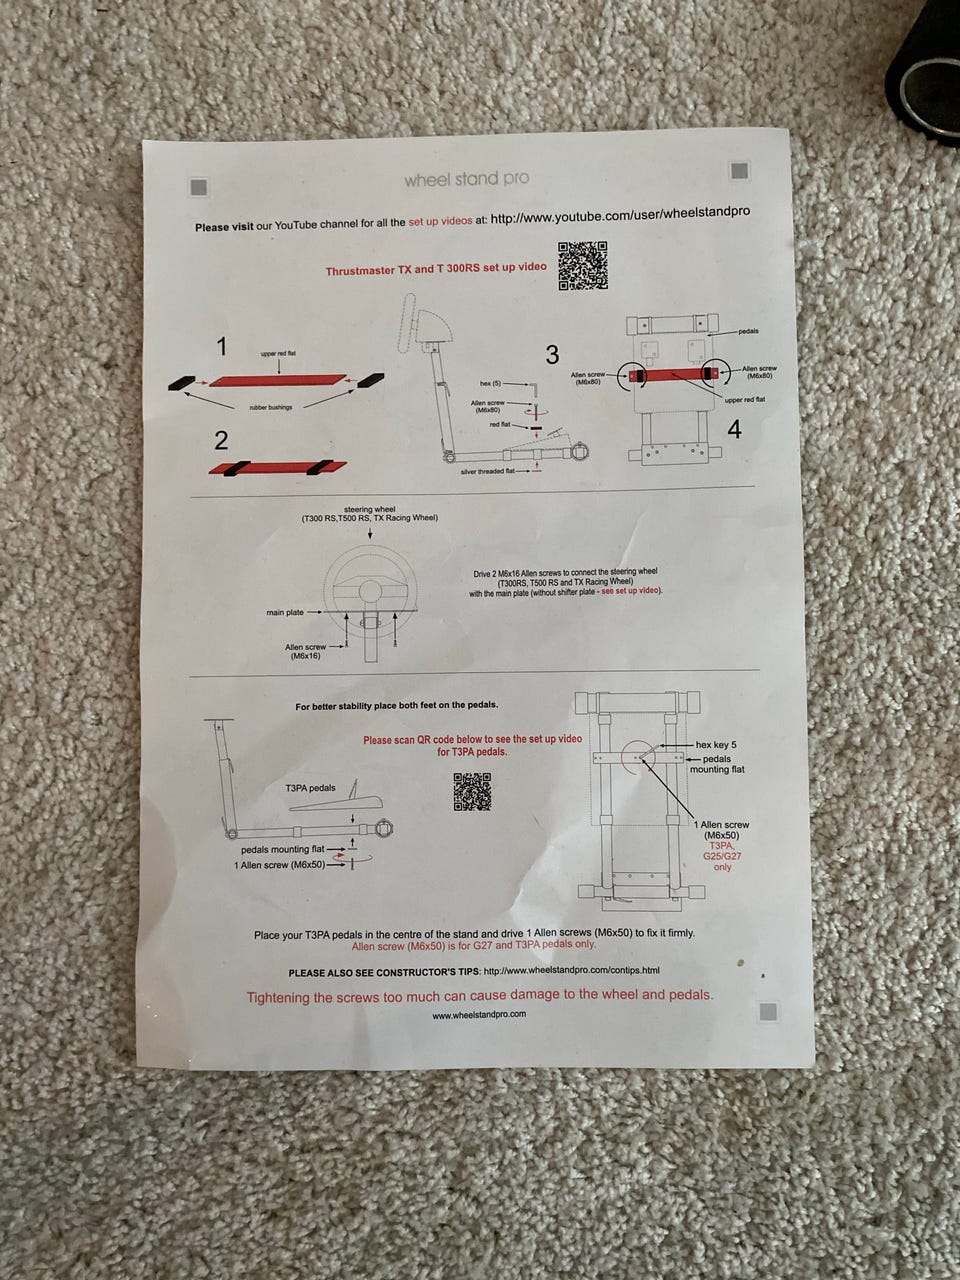 wheel stand pro
Please visit our YouTube channel for all the set up videos at: http://www.youtube.com/user/wheelstandpro
Thrustmaster TX and T 300RS set up video
1
upper red flat
rubber bushings
2
3
hex (5)
Allen screw
(M6x80)
red flat
silver threaded flat
pedals
Allen screw
(M6x80)
Allen screw
(M6x80)
upper red flat
4
steering wheel
(T300 RS,T500 RS, TX Racing Wheel)
main plate
Allen screw
(M6x16)
Drive 2 M6x16 Allen screws to connect the steering wheel
(T300RS, T500 RS and TX Racing Wheel)
with the main plate (without shifter plate - see set up video).
For better stability place both feet on the pedals.
Please scan QR code below to see the set up video
for T3PA pedals.
T3PA pedals
pedals mounting flat
1 Allen screw (M6x50)
hex key 5
pedals
mounting flat
1 Allen screw
(M6x50)
T3PA,
G25/G27
only
Place your T3PA pedals in the centre of the stand and drive 1 Allen screws (M6x50) to fix it firmly.
Allen screw (M6x50) is for G27 and T3PA pedals only.
PLEASE ALSO SEE CONSTRUCTOR'S TIPS: http://www.wheelstandpro.com/contips.html
Tightening the screws too much can cause damage to the wheel and pedals.
www.wheelstandpro.com